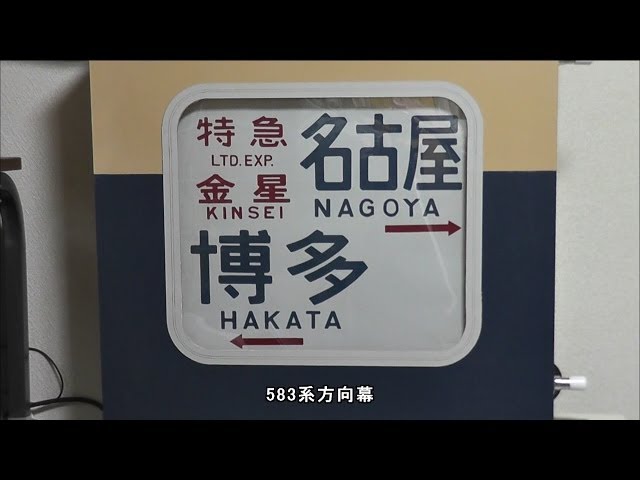 特急
LTD. EXP.
金星
KINSEI
名古屋
NAGOYA
博多
HAKATA
583系方向幕